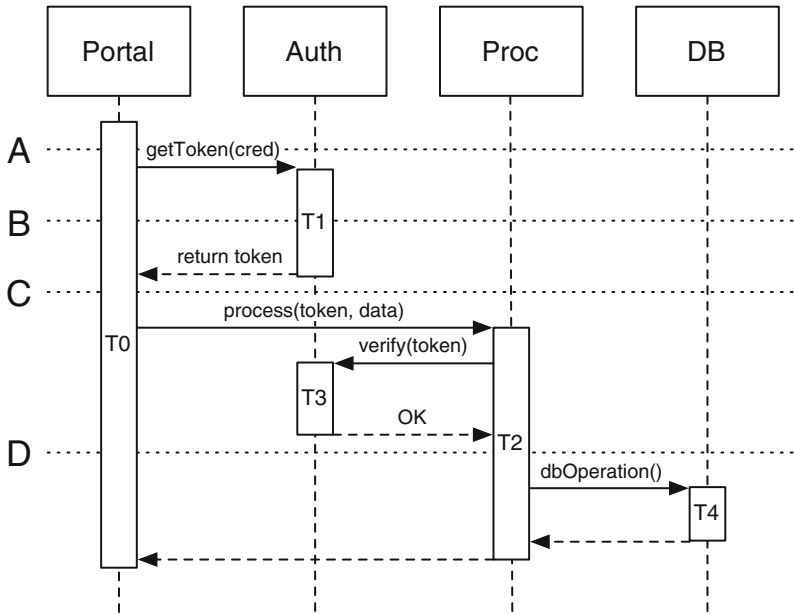 Portal
Auth
Proc
DB
A
getToken(cred)
B
T1
return token
C
process(token, data)
T0
verify(token)
T3
OK
T2
D
dbOperation()
T4